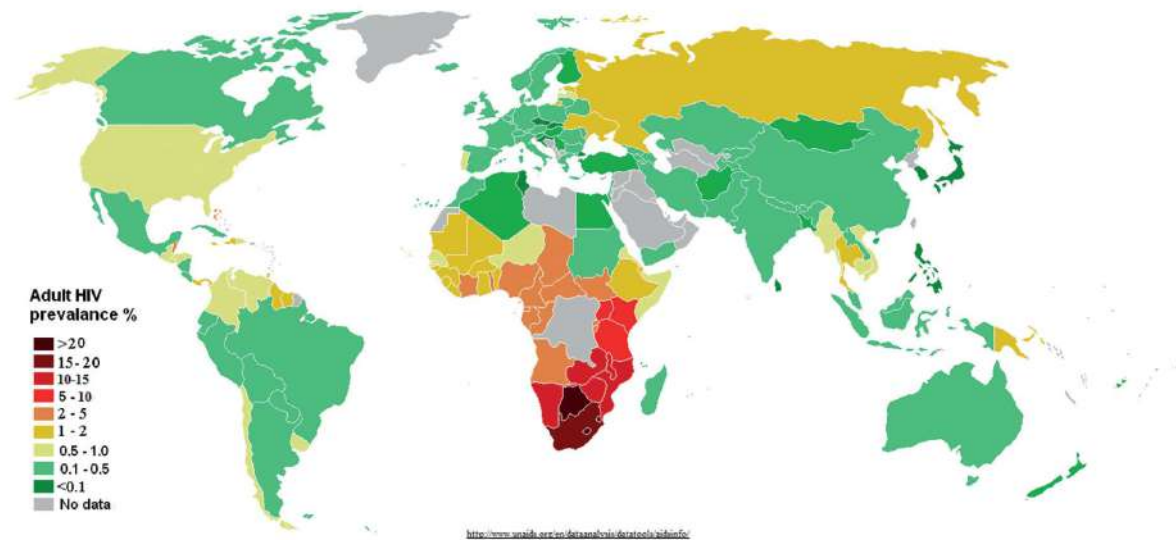 Adult HIV
prevalance %
>20
15 - 20
10-15
5 - 10
2 - 5
1 - 2
0.5 - 1.0
0.1 - 0.5
<0.1
No data
http://www.unaids.org/en/dataanalysis/datatools/aidsinfo/